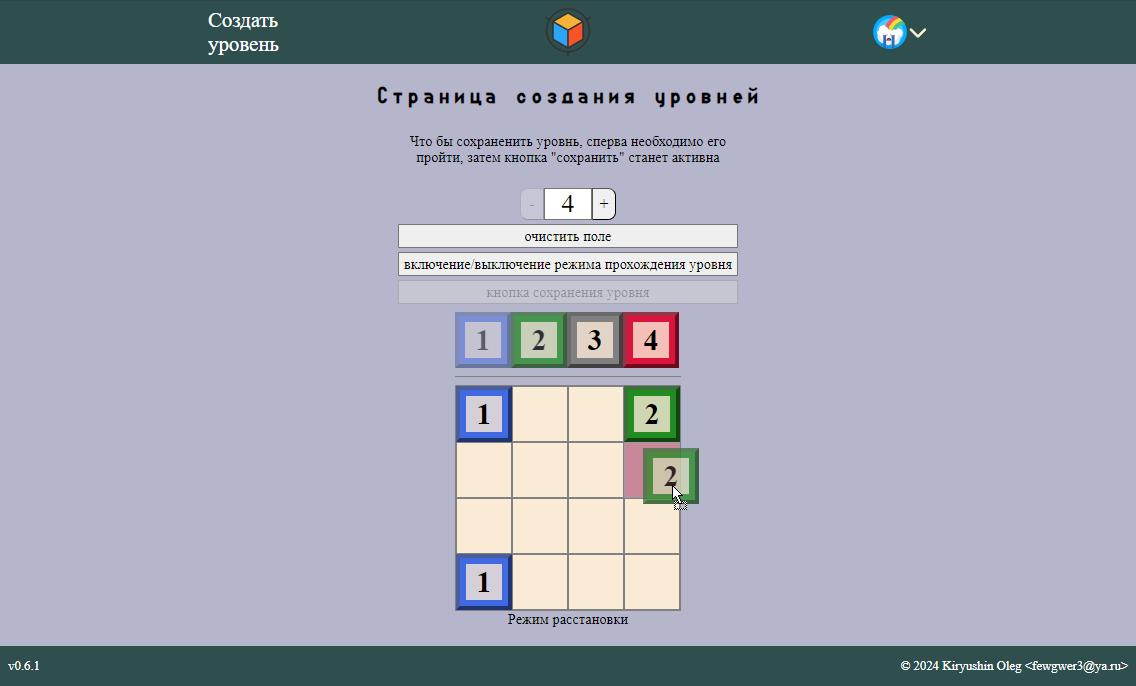 Создать
уровень
Страница создания уровней
Что бы сохраненить уровнь, сперва необходимо его
пройти, затем кнопка "сохранить" станет активна
- 4 +
очистить поле
включение/выключение режима прохождения уровня
кнопка сохранения уровня
1 2 3 4
1 2
2
1
Режим расстановки
v0.6.1
© 2024 Kiryushin Oleg <fewgwer3@ya.ru>